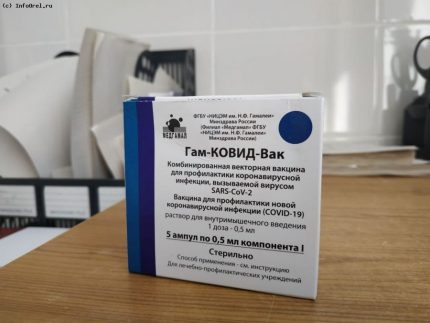 (c) InfoOrel.ru
ФГБУ «НИЦЭМ им. Н.Ф. Гамалеи»
Минздрава России
(Филиал «Медгамал» ФГБУ
«НИЦЭМ им. Н.Ф. Гамалеи»
Минздрава России)
МЕДГАМАЛ
Гам-КОВИД-Вак
Комбинированная векторная вакцина
для профилактики коронавирусной
инфекции, вызываемой вирусом
SARS-CoV-2
Вакцина для профилактики новой
коронавирусной инфекции (COVID-19)
раствор для внутримышечного введения
1 доза - 0,5 мл
5 ампул по 0,5 мл компонента I
Стерильно
Способ применения - см. инструкцию
Для лечебно-профилактических учреждений